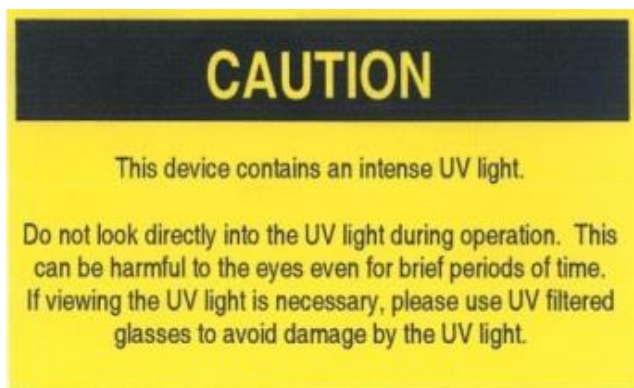 CAUTION
This device contains an intense UV light.
Do not look directly into the UV light during operation.  This
can be harmful to the eyes even for brief periods of time.
If viewing the UV light is necessary, please use UV filtered
glasses to avoid damage by the UV light.